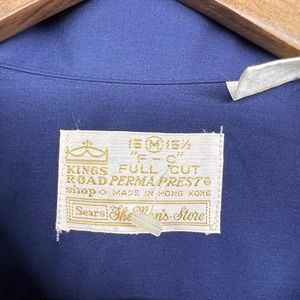 15 M 15½
"F-C"
FULL CUT
KINGS ROAD shop
PERMA PREST®
MADE IN HONG KONG
Sears The Men's Store